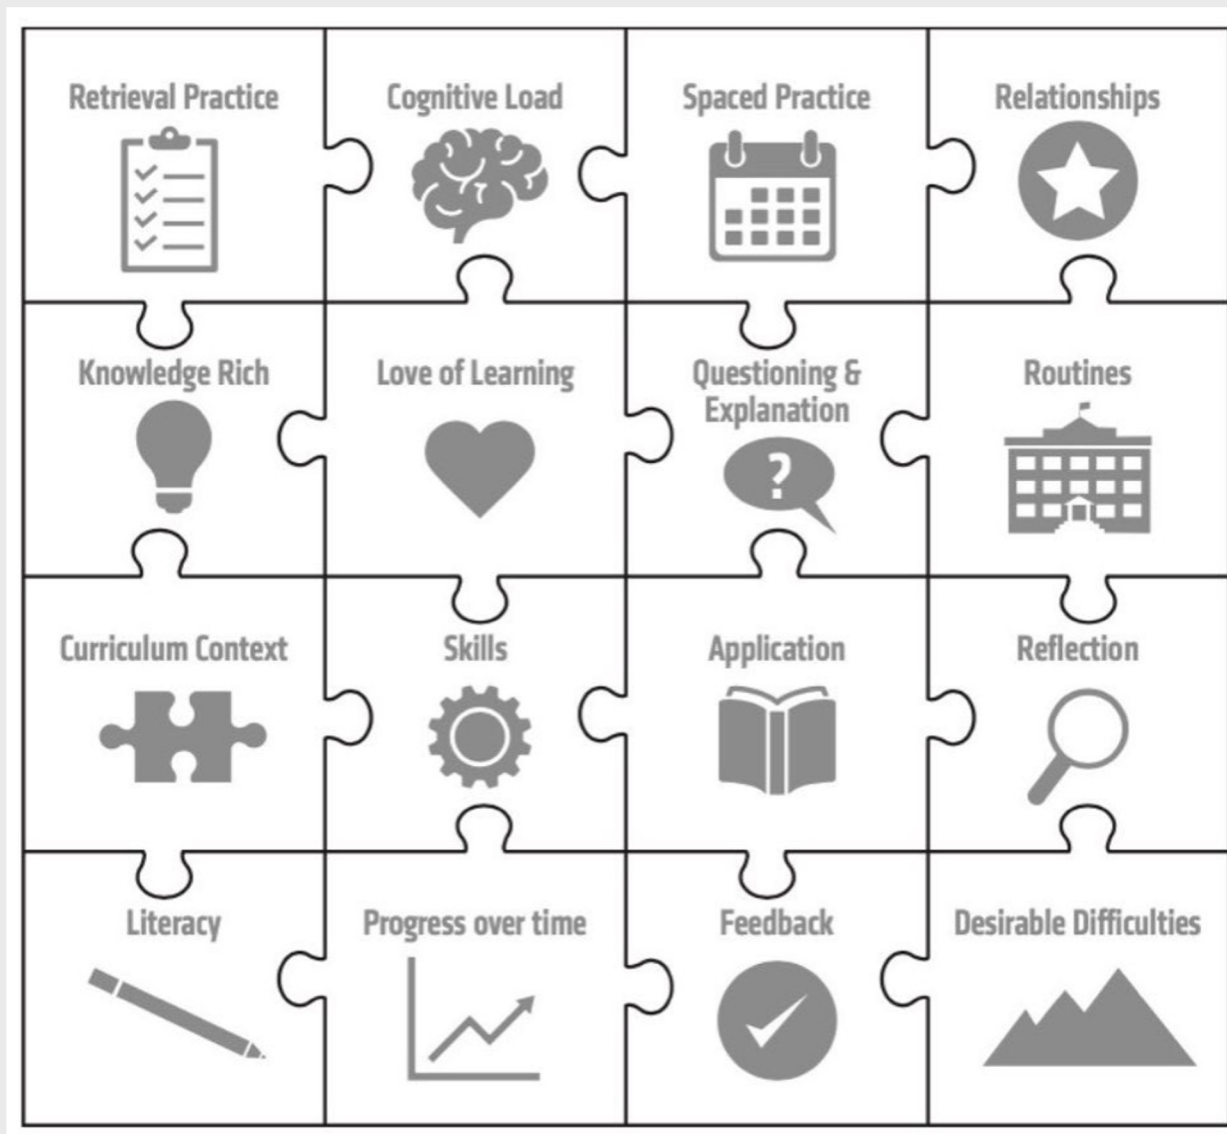 Retrieval Practice
Cognitive Load
Spaced Practice
Relationships
Knowledge Rich
Love of Learning
Questioning &
Explanation
?
Routines
Curriculum Context
Skills
Application
Reflection
Literacy
Progress over time
Feedback
Desirable Difficulties